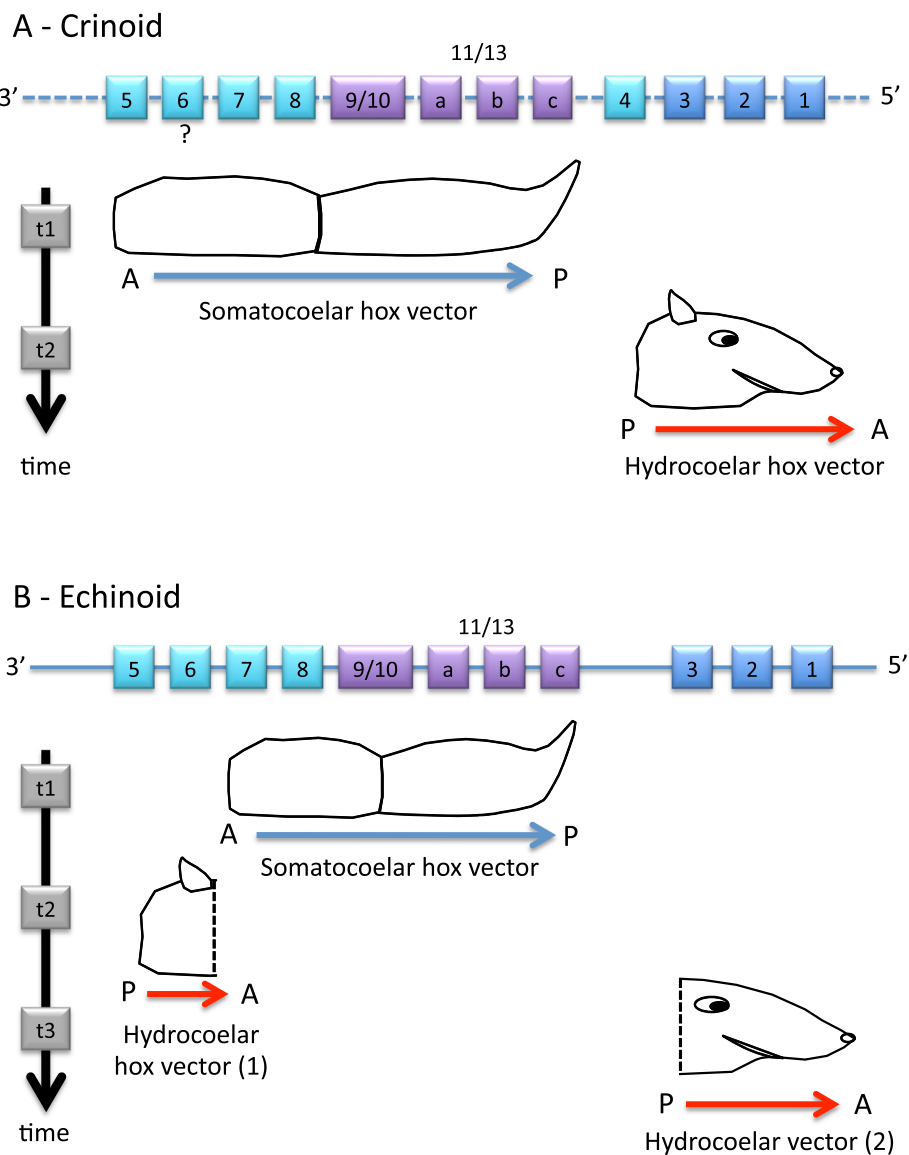 A - Crinoid
11/13
3’ 5 6 7 8 9/10 a b c 4 3 2 1 5’
?
t1
A P
Somatocoelar hox vector
t2
P A
time
Hydrocoelar hox vector
B - Echinoid
11/13
3’ 5 6 7 8 9/10 a b c 3 2 1 5’
t1
A P
Somatocoelar hox vector
t2
P A
t3
Hydrocoelar
hox vector (1)
P A
time
Hydrocoelar vector (2)